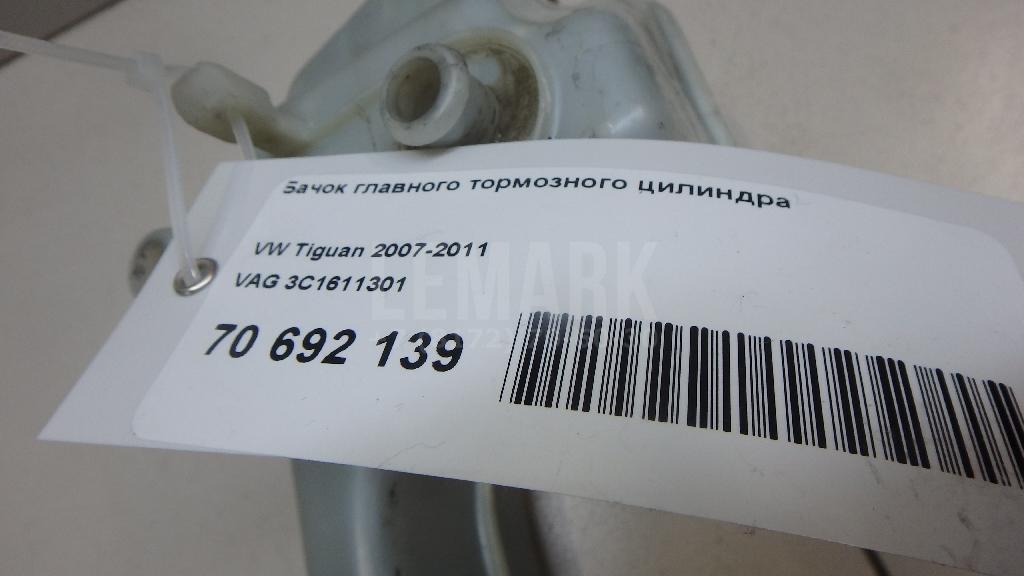 Бачок главного тормозного цилиндра
VW Tiguan 2007-2011
VAG 3C1611301
70 692 139
LEMARK